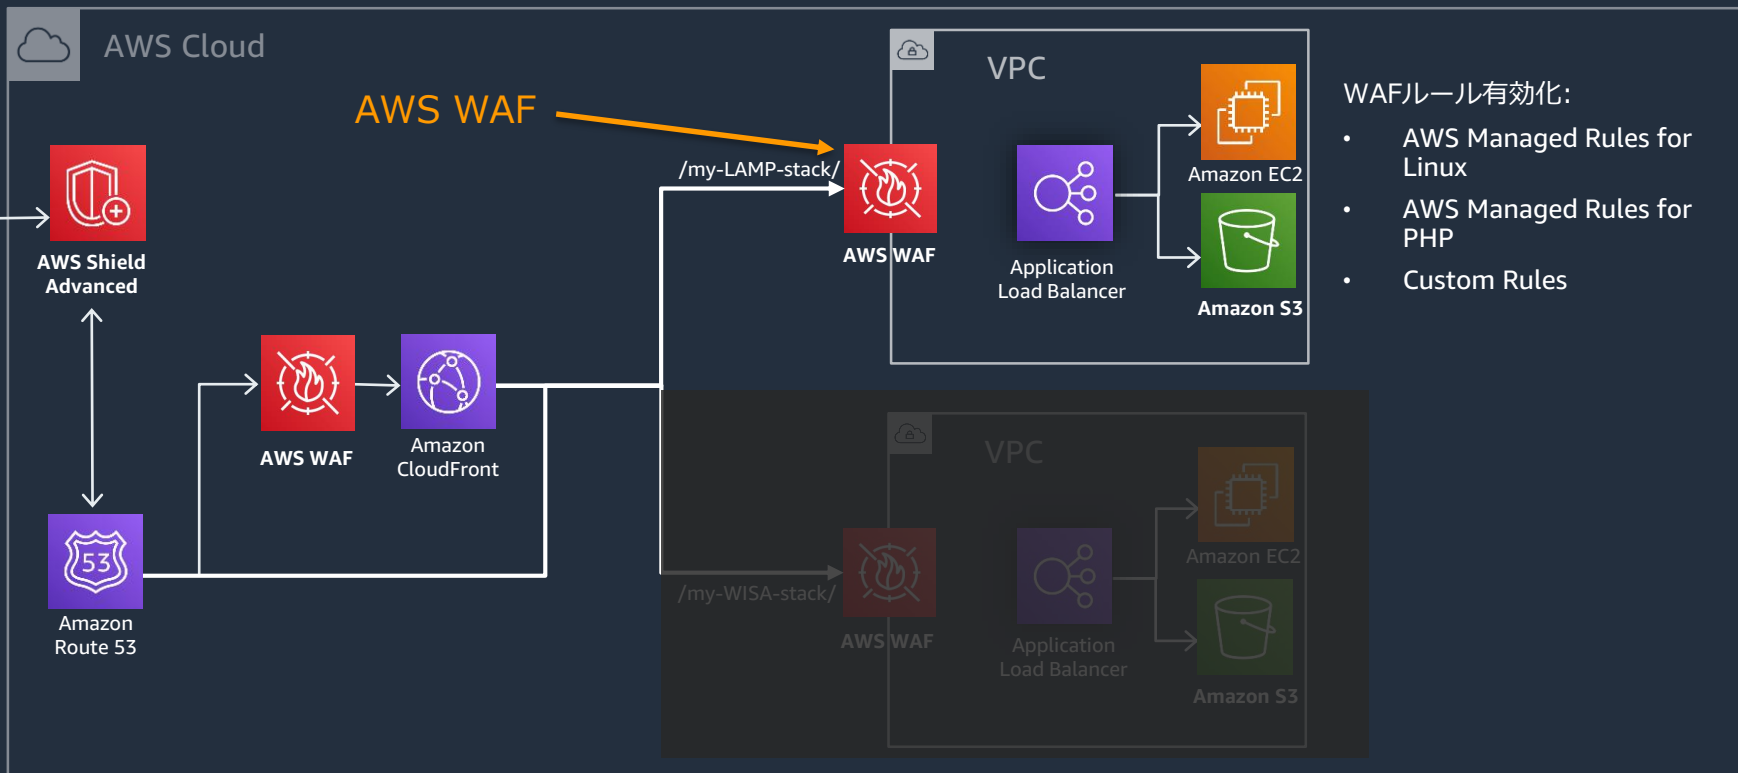 AWS Cloud
AWS WAF
VPC
WAFルール有効化:
• AWS Managed Rules for
Linux
• AWS Managed Rules for
PHP
• Custom Rules
/my-LAMP-stack/
AWS WAF
Application
Load Balancer
Amazon EC2
Amazon S3
AWS Shield
Advanced
AWS WAF
Amazon
CloudFront
53
Amazon
Route 53
VPC
/my-WISA-stack/
AWS WAF
Application
Load Balancer
Amazon EC2
Amazon S3